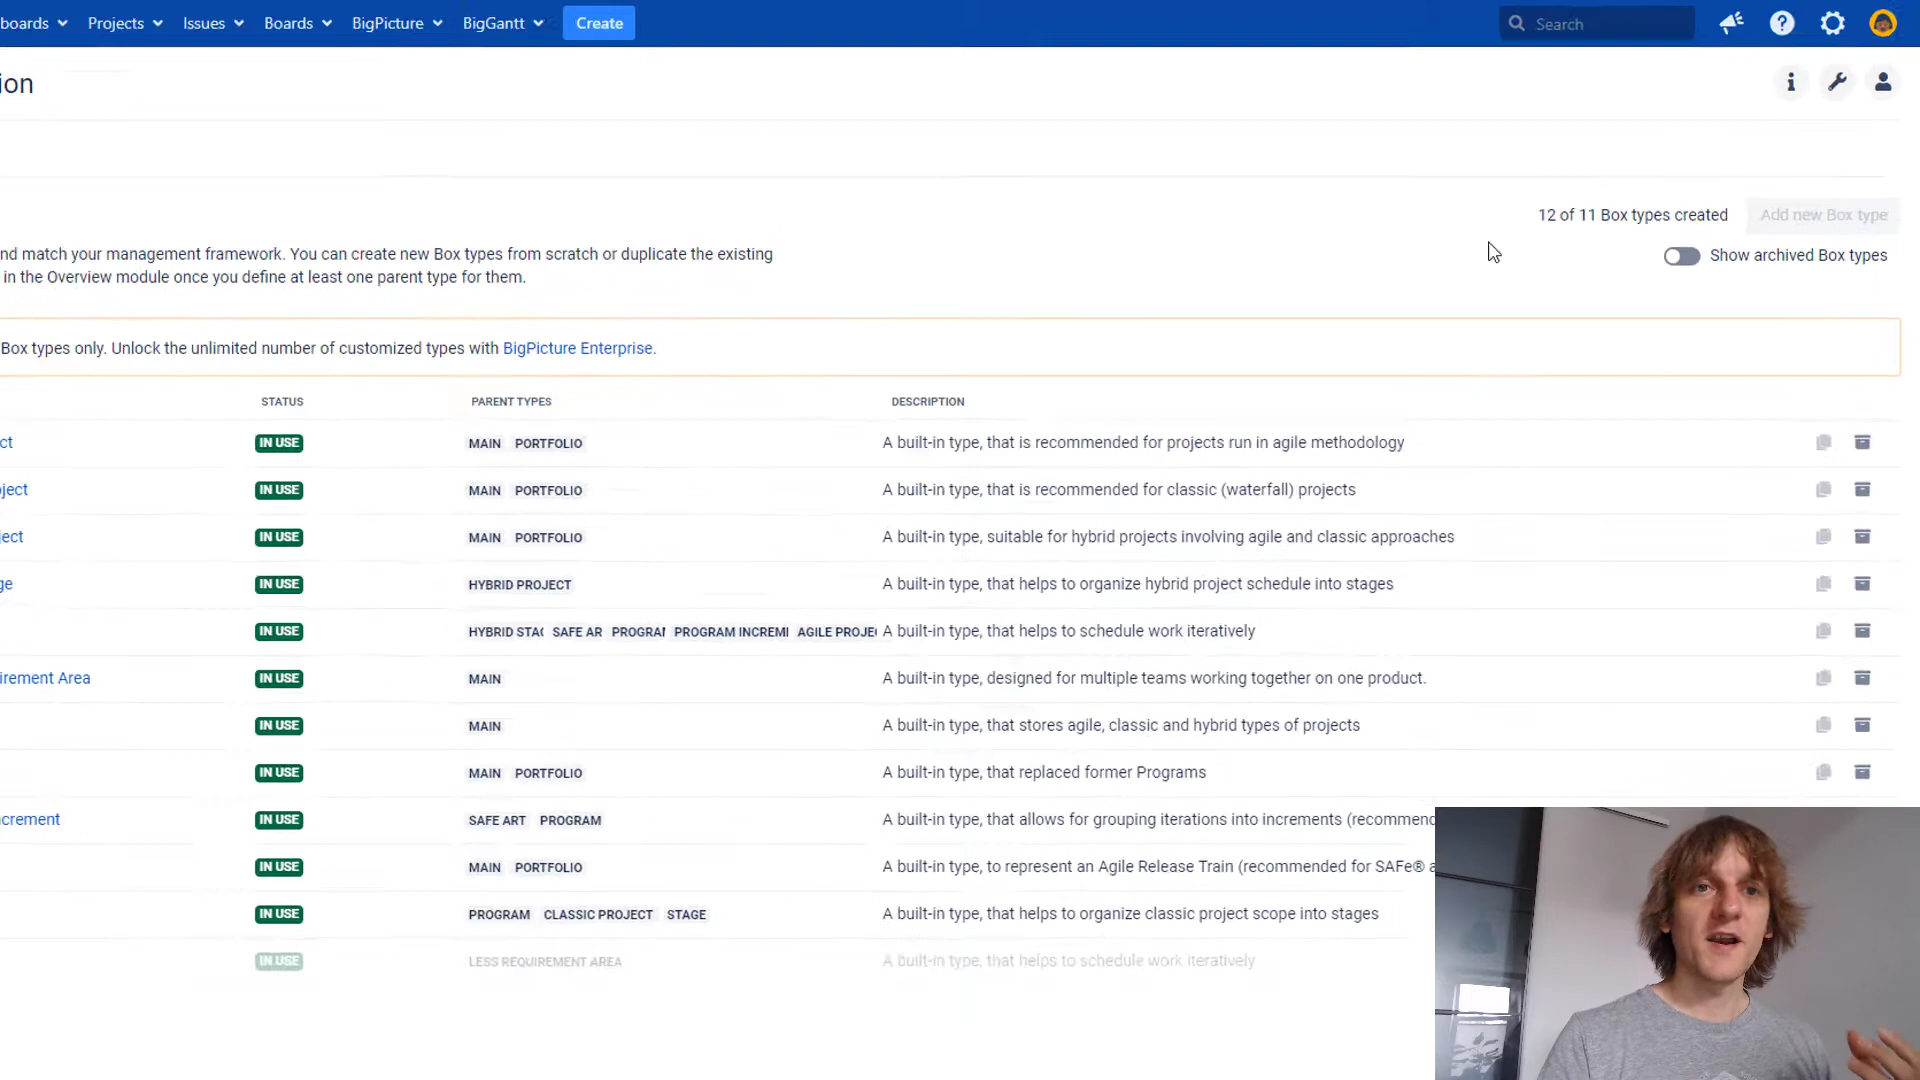 boards Projects Issues Boards BigPicture BigGantt Create Search
ion
12 of 11 Box types created Add new Box type
nd match your management framework. You can create new Box types from scratch or duplicate the existing
in the Overview module once you define at least one parent type for them.
Show archived Box types
Box types only. Unlock the unlimited number of customized types with BigPicture Enterprise.
STATUS PARENT TYPES DESCRIPTION
ct IN USE MAIN PORTFOLIO A built-in type, that is recommended for projects run in agile methodology
ject IN USE MAIN PORTFOLIO A built-in type, that is recommended for classic (waterfall) projects
ject IN USE MAIN PORTFOLIO A built-in type, suitable for hybrid projects involving agile and classic approaches
ge IN USE HYBRID PROJECT A built-in type, that helps to organize hybrid project schedule into stages
IN USE HYBRID STAG SAFE AR PROGRAM PROGRAM INCREMI AGILE PROJEC A built-in type, that helps to schedule work iteratively
irement Area IN USE MAIN A built-in type, designed for multiple teams working together on one product.
IN USE MAIN A built-in type, that stores agile, classic and hybrid types of projects
IN USE MAIN PORTFOLIO A built-in type, that replaced former Programs
ncrement IN USE SAFE ART PROGRAM A built-in type, that allows for grouping iterations into increments (recommenc
IN USE MAIN PORTFOLIO A built-in type, to represent an Agile Release Train (recommended for SAFe® a
IN USE PROGRAM CLASSIC PROJECT STAGE A built-in type, that helps to organize classic project scope into stages
IN USE LESS REQUIREMENT AREA A built-in type, that helps to schedule work iteratively